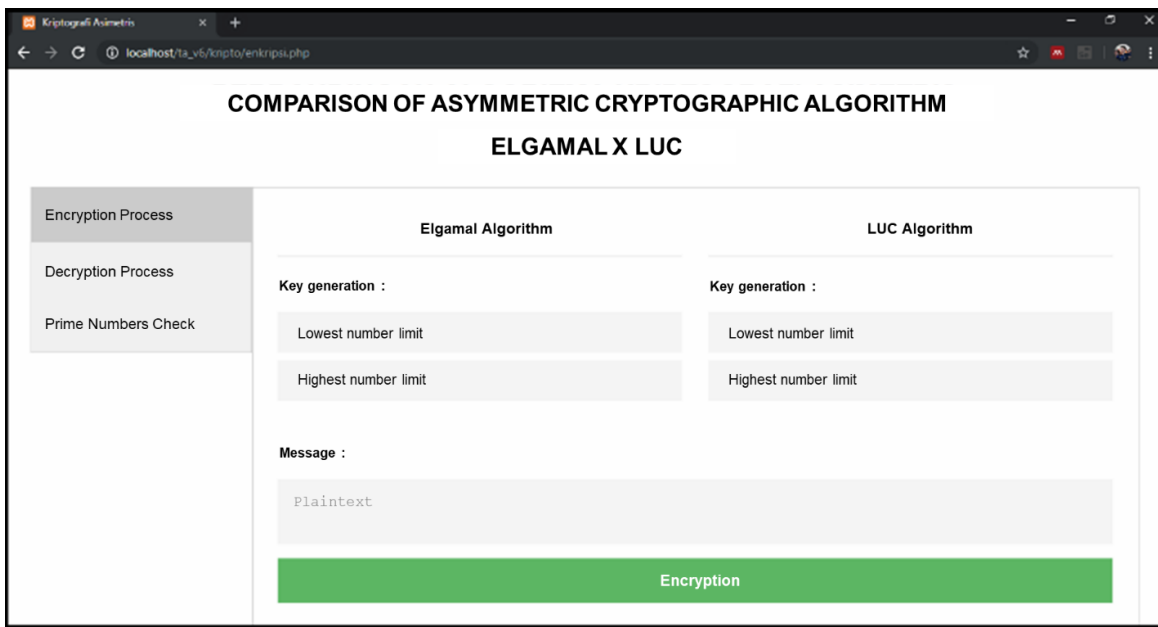 Kriptografi Asimetris
localhost/ta_v6/kripto/enkripsi.php
COMPARISON OF ASYMMETRIC CRYPTOGRAPHIC ALGORITHM
ELGAMAL X LUC
Encryption Process
Decryption Process
Prime Numbers Check
Elgamal Algorithm
Key generation :
Lowest number limit
Highest number limit
LUC Algorithm
Key generation :
Lowest number limit
Highest number limit
Message :
Plaintext
Encryption